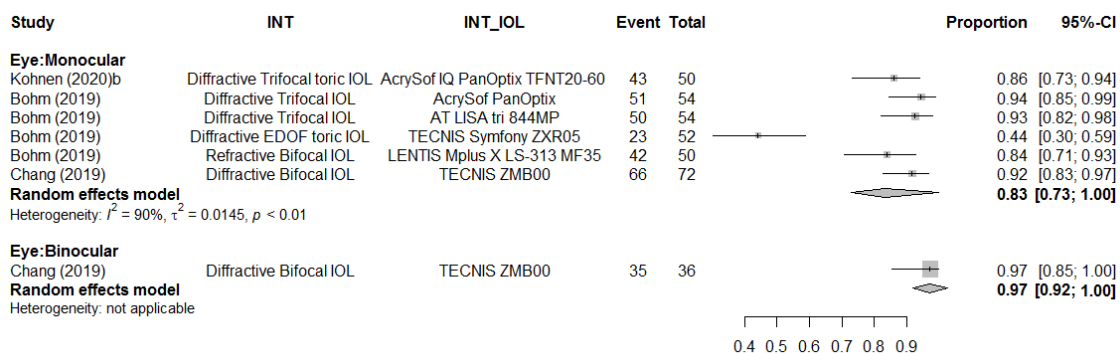 Study INT INT_IOL Event Total Proportion 95%-CI
Eye:Monocular
Kohnen (2020)b Diffractive Trifocal toric IOL AcrySof IQ PanOptix TFNT20-60 43 50 0.86 [0.73; 0.94]
Bohm (2019) Diffractive Trifocal IOL AcrySof PanOptix 51 54 0.94 [0.85; 0.99]
Bohm (2019) Diffractive Trifocal IOL AT LISA tri 844MP 50 54 0.93 [0.82; 0.98]
Bohm (2019) Diffractive EDOF toric IOL TECNIS Symfony ZXR05 23 52 0.44 [0.30; 0.59]
Bohm (2019) Refractive Bifocal IOL LENTIS Mplus X LS-313 MF35 42 50 0.84 [0.71; 0.93]
Chang (2019) Diffractive Bifocal IOL TECNIS ZMB00 66 72 0.92 [0.83; 0.97]
Random effects model 0.83 [0.73; 1.00]
Heterogeneity: I² = 90%, τ² = 0.0145, p < 0.01
Eye:Binocular
Chang (2019) Diffractive Bifocal IOL TECNIS ZMB00 35 36 0.97 [0.85; 1.00]
Random effects model 0.97 [0.92; 1.00]
Heterogeneity: not applicable
0.4 0.5 0.6 0.7 0.8 0.9